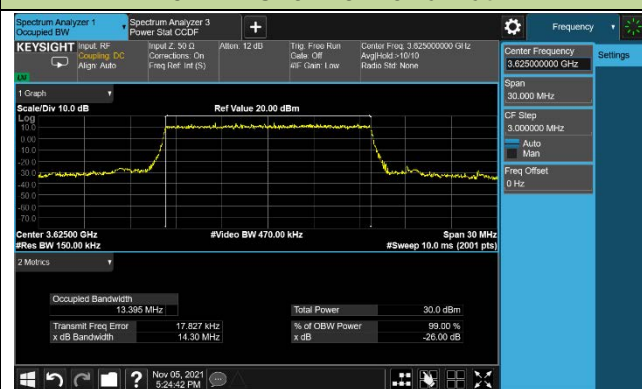 Spectrum Analyzer 1
Occupied BW
Spectrum Analyzer 3
Power Stat CCDF
Frequency
KEYSIGHT
Input: RF
Coupling: DC
Align: Auto
Input Z: 50 Ω
Corrections: On
Freq Ref: Int (S)
Atten: 12 dB
Trig: Free Run
Gate: Off
#IF Gain: Low
Center Freq: 3.625000000 GHz
Avg|Hold:>10/10
Radio Std: None
Center Frequency
3.625000000 GHz
Settings
Span
30.000 MHz
CF Step
3.000000 MHz
Auto
Man
Freq Offset
0 Hz
1 Graph
Scale/Div 10.0 dB
Ref Value 20.00 dBm
Log
10.0
0.00
-10.0
-20.0
-30.0
-40.0
-50.0
-60.0
-70.0
Center 3.62500 GHz
#Video BW 470.00 kHz
Span 30 MHz
#Res BW 150.00 kHz
#Sweep 10.0 ms (2001 pts)
2 Metrics
Occupied Bandwidth
13.395 MHz
Total Power
30.0 dBm
Transmit Freq Error
17.827 kHz
% of OBW Power
99.00 %
x dB Bandwidth
14.30 MHz
x dB
-26.00 dB
Nov 05, 2021
5:24:42 PM